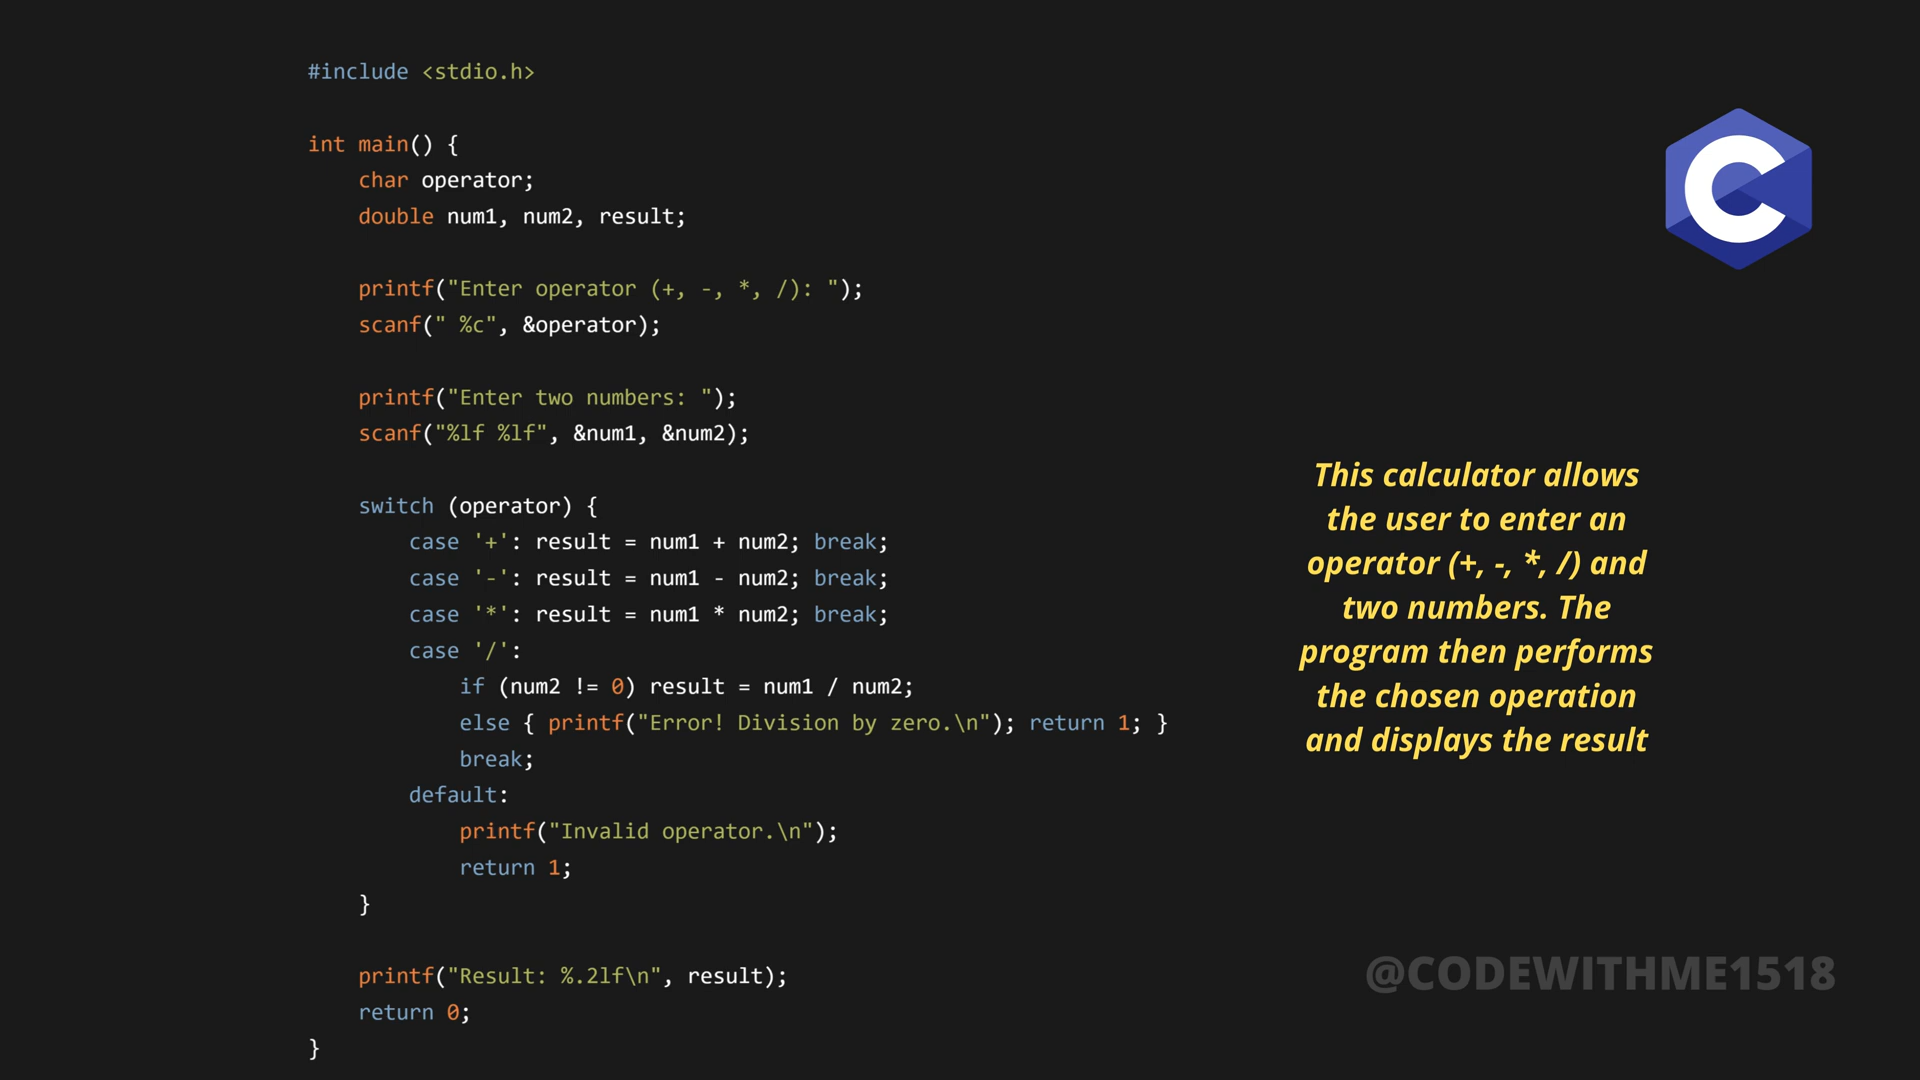 #include <stdio.h>

int main() {
    char operator;
    double num1, num2, result;

    printf("Enter operator (+, -, *, /): ");
    scanf(" %c", &operator);

    printf("Enter two numbers: ");
    scanf("%lf %lf", &num1, &num2);

    switch (operator) {
        case '+': result = num1 + num2; break;
        case '-': result = num1 - num2; break;
        case '*': result = num1 * num2; break;
        case '/':
            if (num2 != 0) result = num1 / num2;
            else { printf("Error! Division by zero.\n"); return 1; }
            break;
        default:
            printf("Invalid operator.\n");
            return 1;
    }

    printf("Result: %.2lf\n", result);
    return 0;
}
This calculator allows
the user to enter an
operator (+, -, *, /) and
two numbers. The
program then performs
the chosen operation
and displays the result
@CODEWITHME1518
C